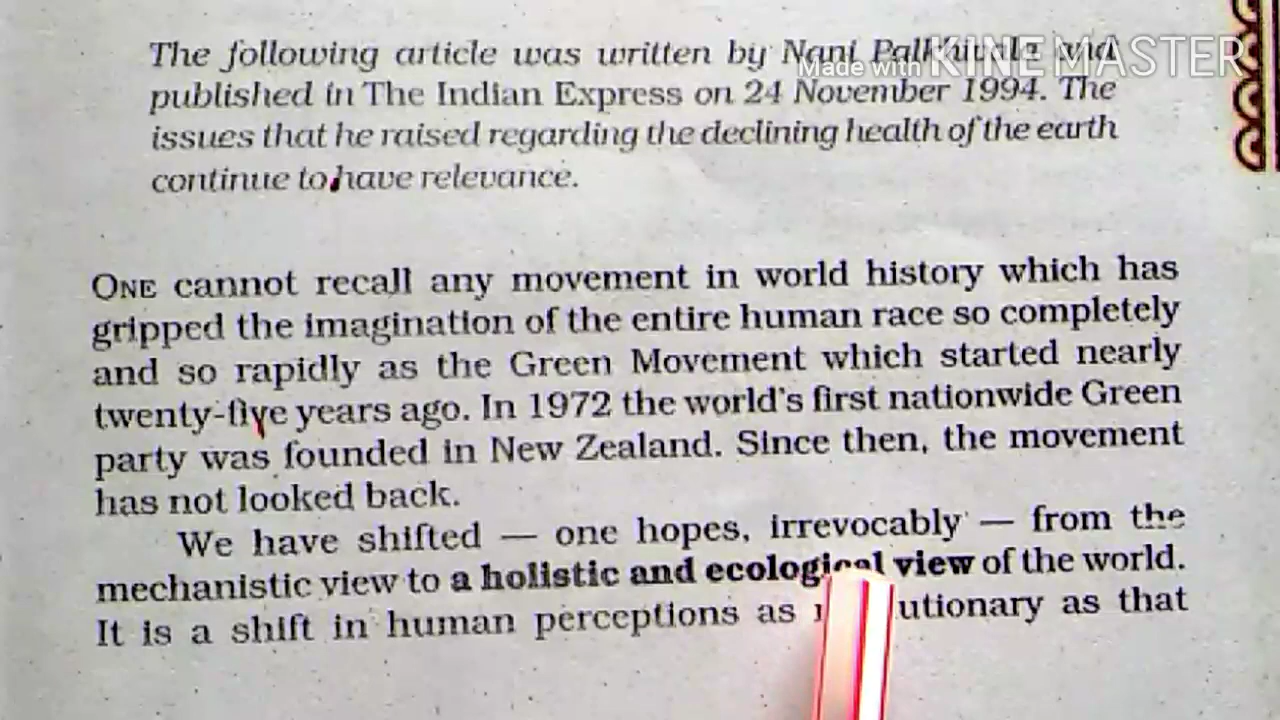 The following article was written by Nani Palkhivala and
Made with KINEMASTER
published in The Indian Express on 24 November 1994. The
issues that he raised regarding the declining health of the earth
continue to have relevance.
ONE cannot recall any movement in world history which has
gripped the imagination of the entire human race so completely
and so rapidly as the Green Movement which started nearly
twenty-five years ago. In 1972 the world's first nationwide Green
party was founded in New Zealand. Since then, the movement
has not looked back.
We have shifted — one hopes, irrevocably — from the
mechanistic view to a holistic and ecological view of the world.
It is a shift in human perceptions as as that